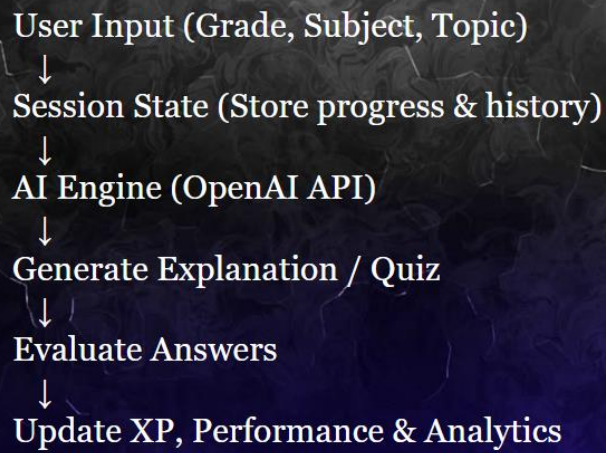 User Input (Grade, Subject, Topic)
↓
Session State (Store progress & history)
↓
AI Engine (OpenAI API)
↓
Generate Explanation / Quiz
↓
Evaluate Answers
↓
Update XP, Performance & Analytics